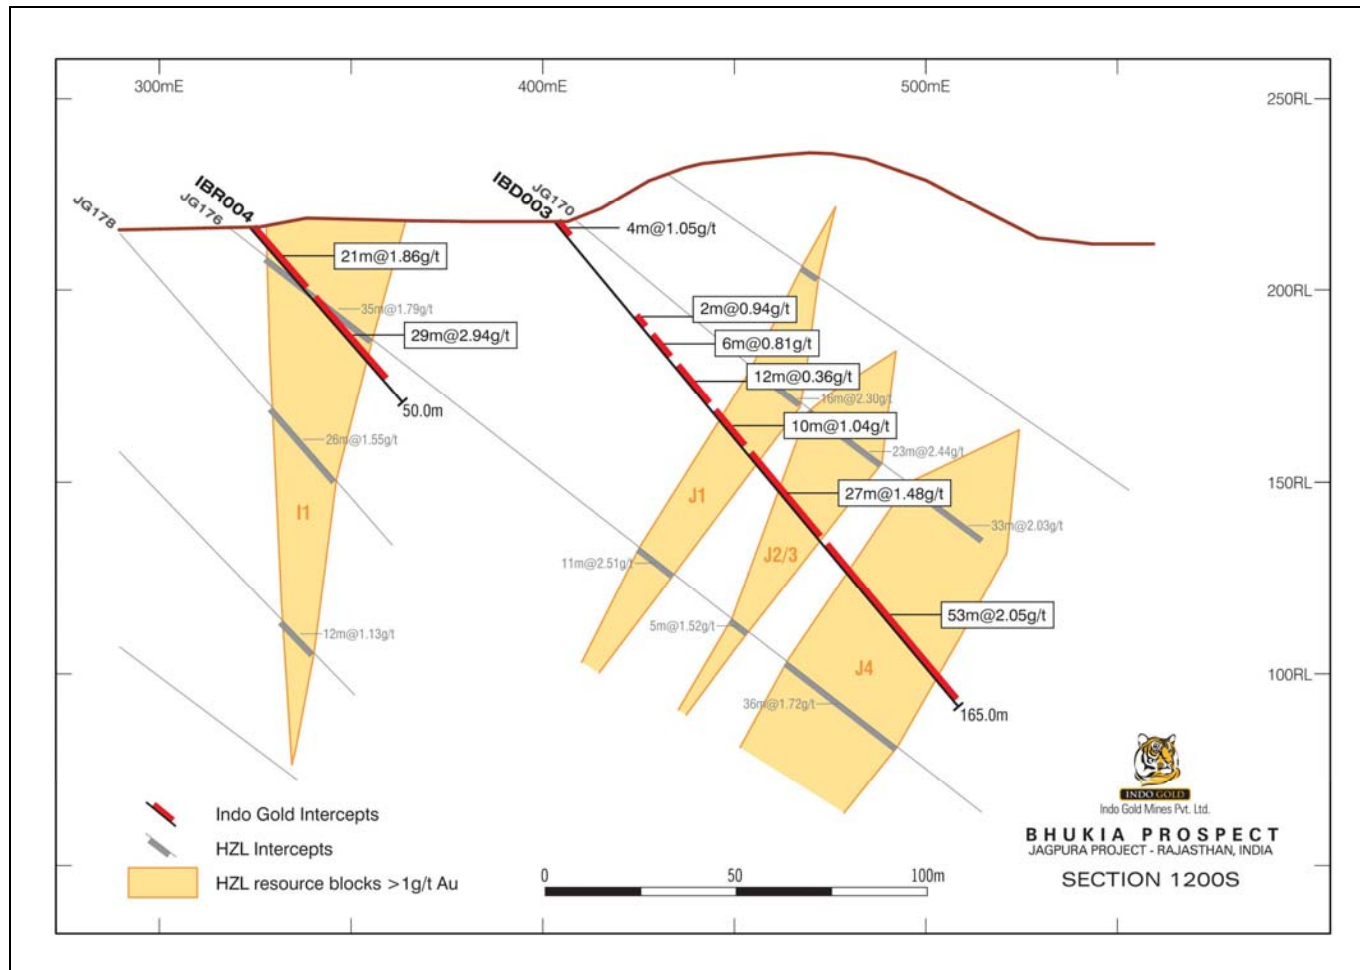 300mE
400mE
500mE
250RL
200RL
150RL
100RL
JG178
JG176
IBR004
IBD003
JG170
4m@1.05g/t
21m@1.86g/t
35m@1.79g/t
29m@2.94g/t
50.0m
2m@0.94g/t
6m@0.81g/t
12m@0.36g/t
16m@2.30g/t
10m@1.04g/t
26m@1.55g/t
23m@2.44g/t
27m@1.48g/t
33m@2.03g/t
I1
J1
J2/3
J4
11m@2.51g/t
5m@1.52g/t
12m@1.13g/t
53m@2.05g/t
36m@1.72g/t
165.0m
Indo Gold Intercepts
HZL Intercepts
HZL resource blocks >1g/t Au
0
50
100m
INDO GOLD
Indo Gold Mines Pvt. Ltd.
BHUKIA PROSPECT
JAGPURA PROJECT - RAJASTHAN, INDIA
SECTION 1200S